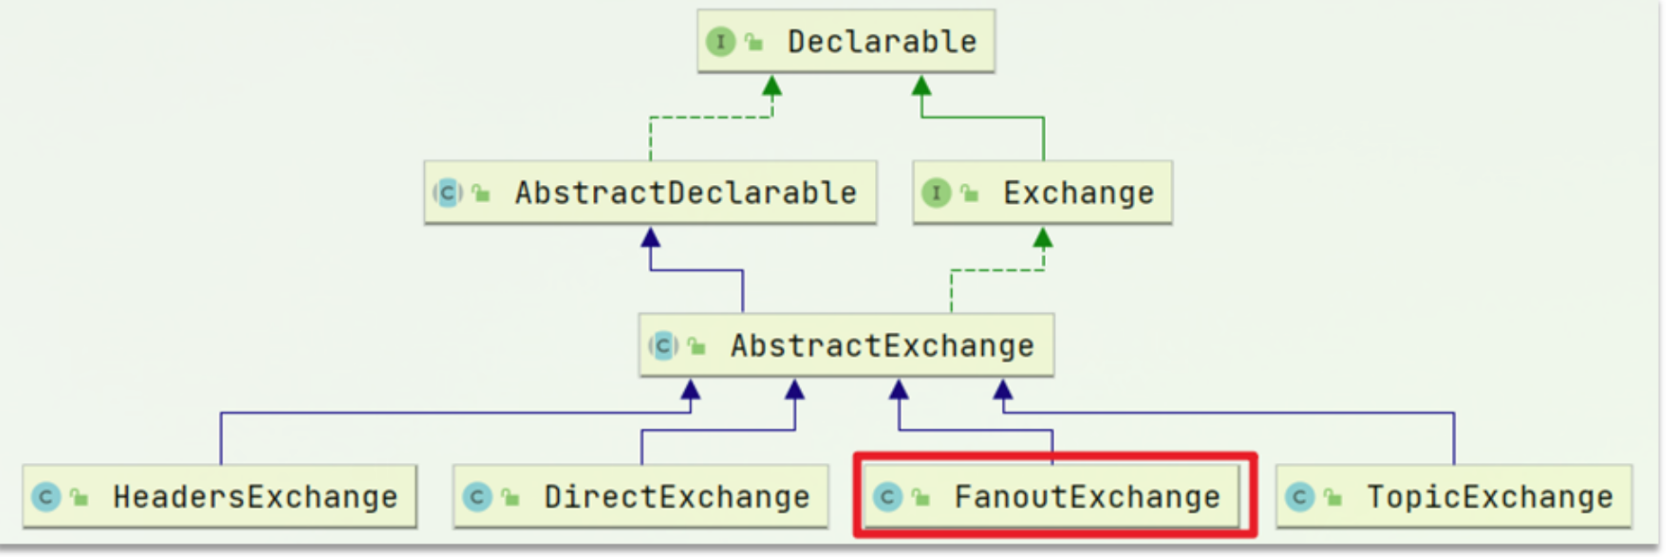 I Declarable
C AbstractDeclarable I Exchange
C AbstractExchange
C HeadersExchange C DirectExchange C FanoutExchange C TopicExchange